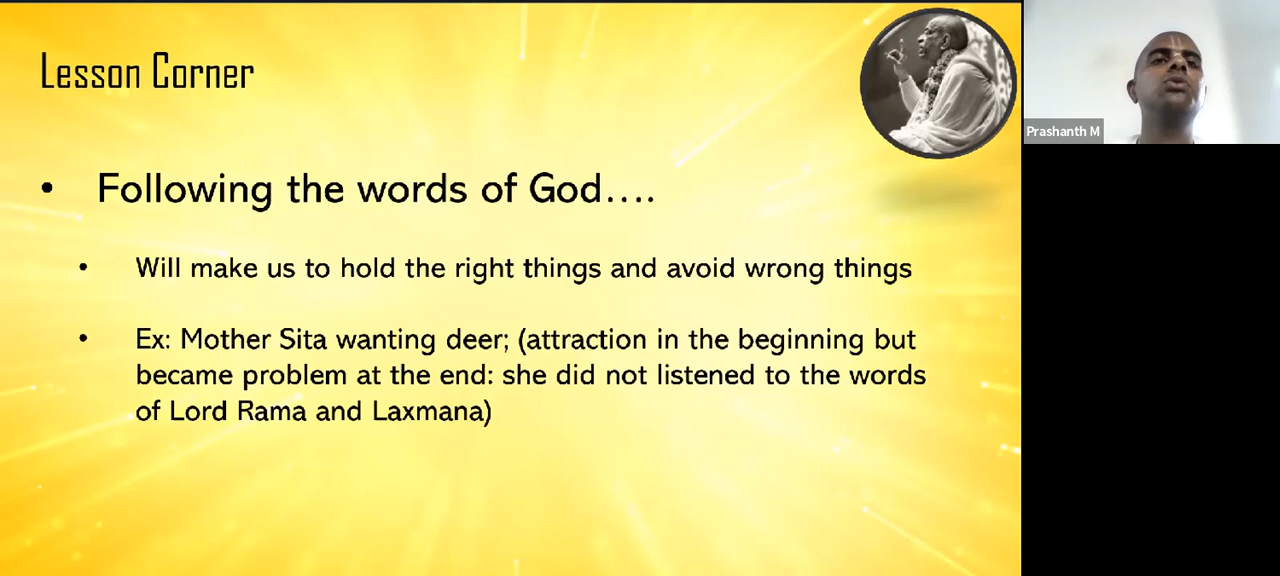 Lesson Corner
• Following the words of God....
• Will make us to hold the right things and avoid wrong things
• Ex: Mother Sita wanting deer; (attraction in the beginning but
became problem at the end: she did not listened to the words
of Lord Rama and Laxmana)
Prashanth M